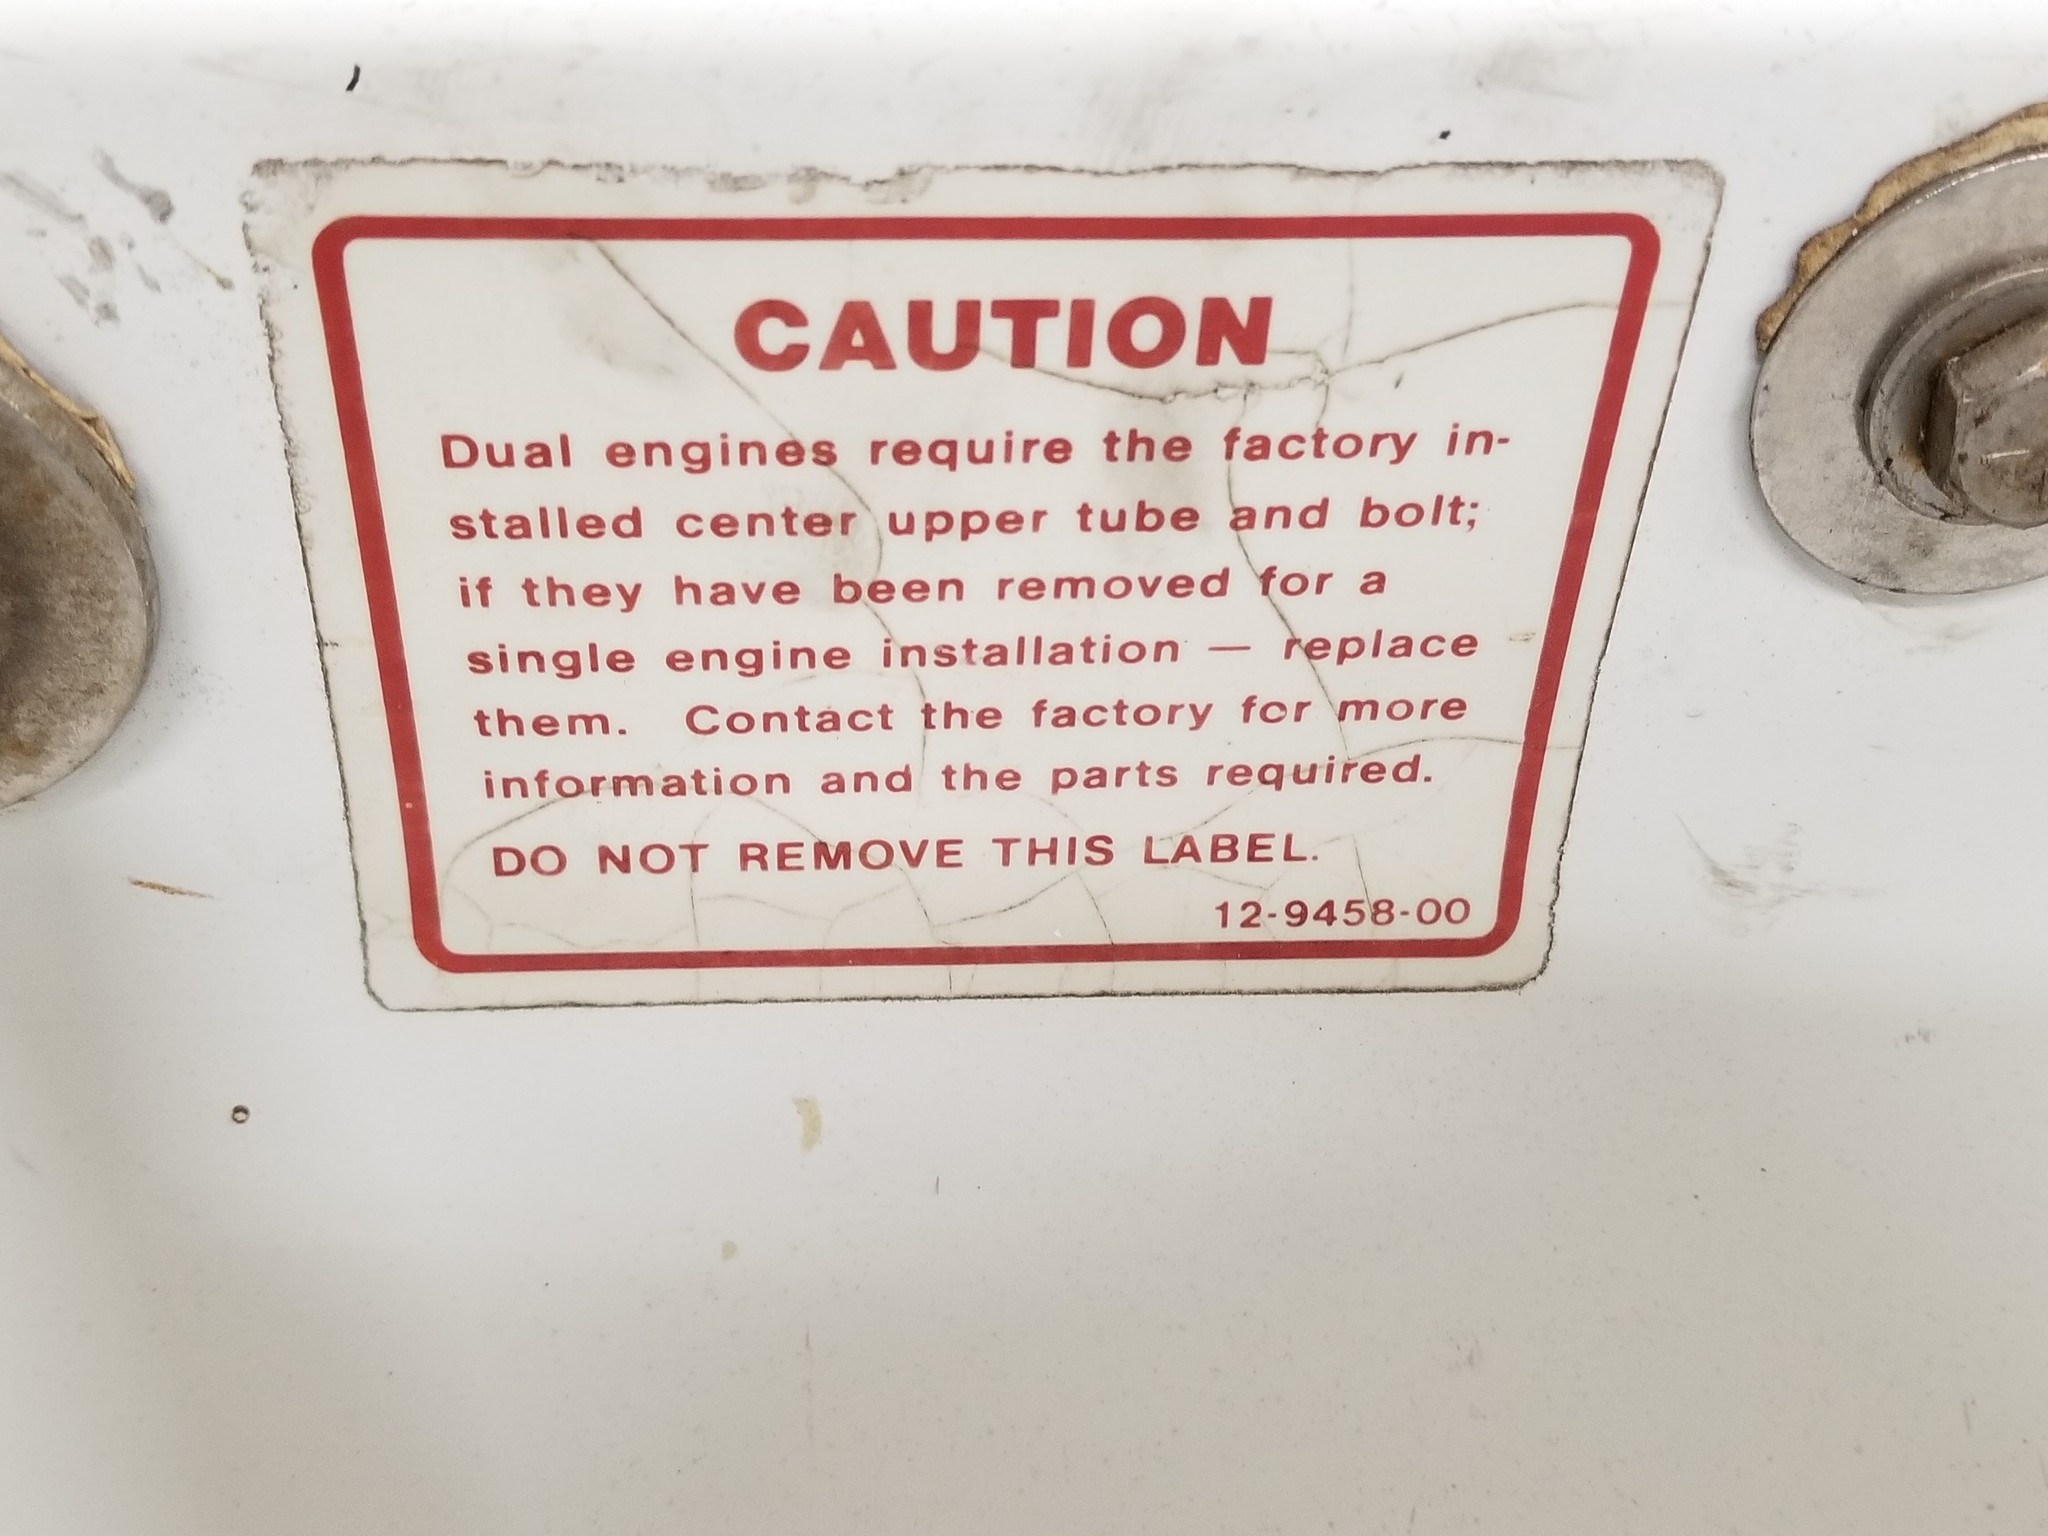 CAUTION
Dual engines require the factory in-
stalled center upper tube and bolt;
if they have been removed for a
single engine installation — replace
them. Contact the factory for more
information and the parts required.
DO NOT REMOVE THIS LABEL.
12-9458-00